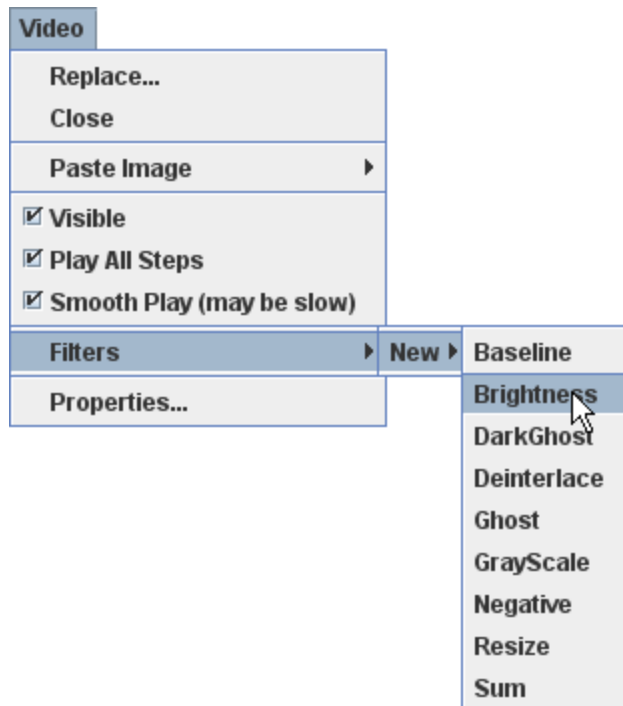 Video
Replace...
Close
Paste Image
Visible
Play All Steps
Smooth Play (may be slow)
Filters
New
Baseline
Properties...
Brightness
DarkGhost
Deinterlace
Ghost
GrayScale
Negative
Resize
Sum